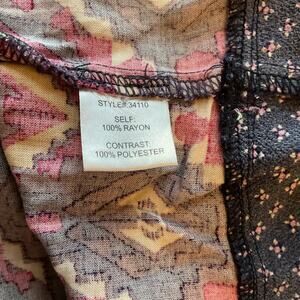 STYLE#:34110
SELF:
100% RAYON
CONTRAST:
100% POLYESTER